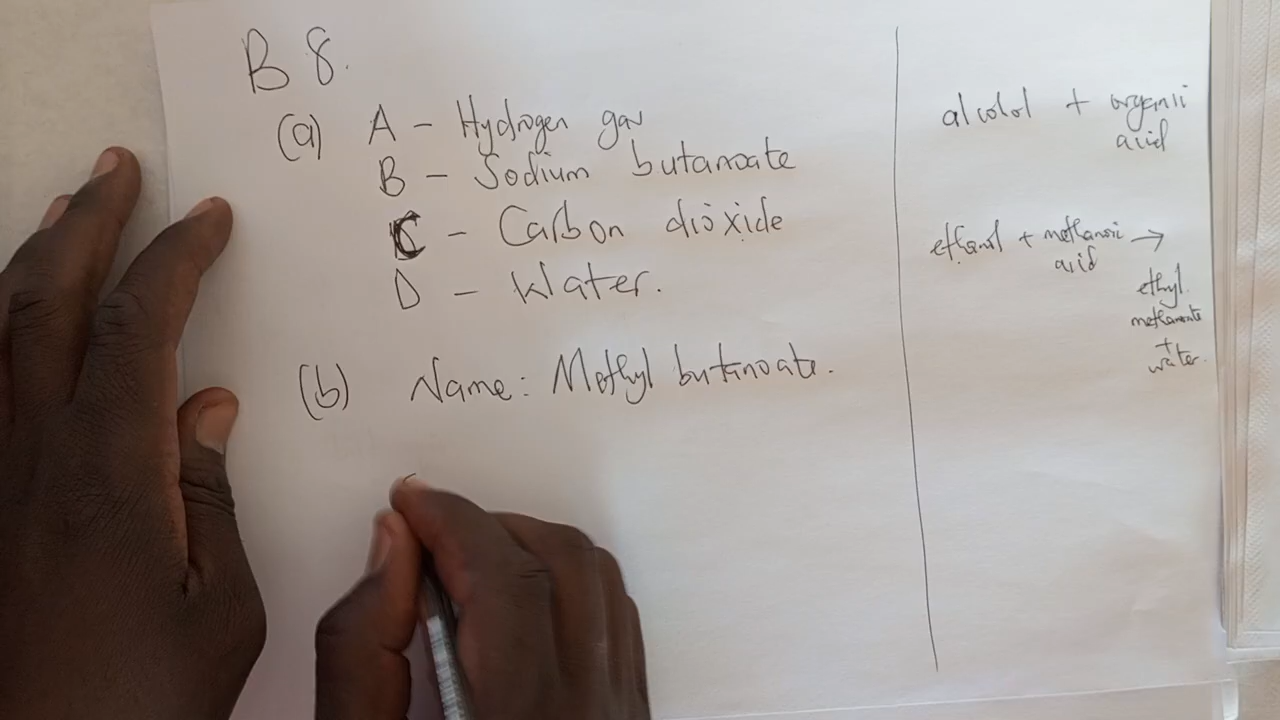 B 8.
(a) A - Hydrogen gas
B - Sodium butanoate
C - Carbon dioxide
D - Water.
(b) Name: Methyl butanoate.
alcolol + organic
acid
ethanol + methanoic →
acid
ethyl
methanoate
+
water.